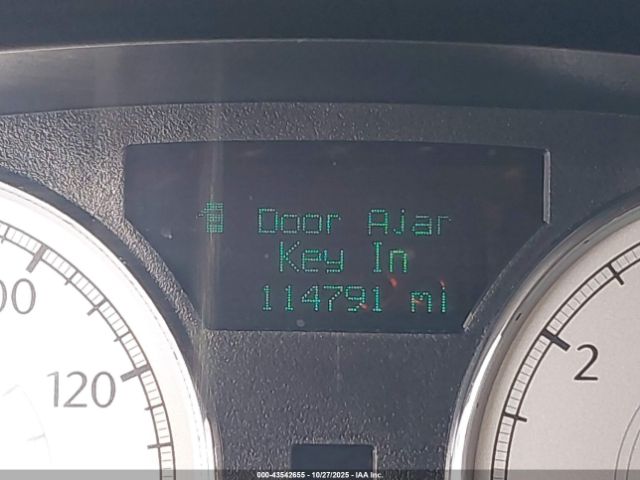 Door Ajar
Key In
114791 mi
00
120
2
000-43542655 - 10/27/2025 - IAA Inc.